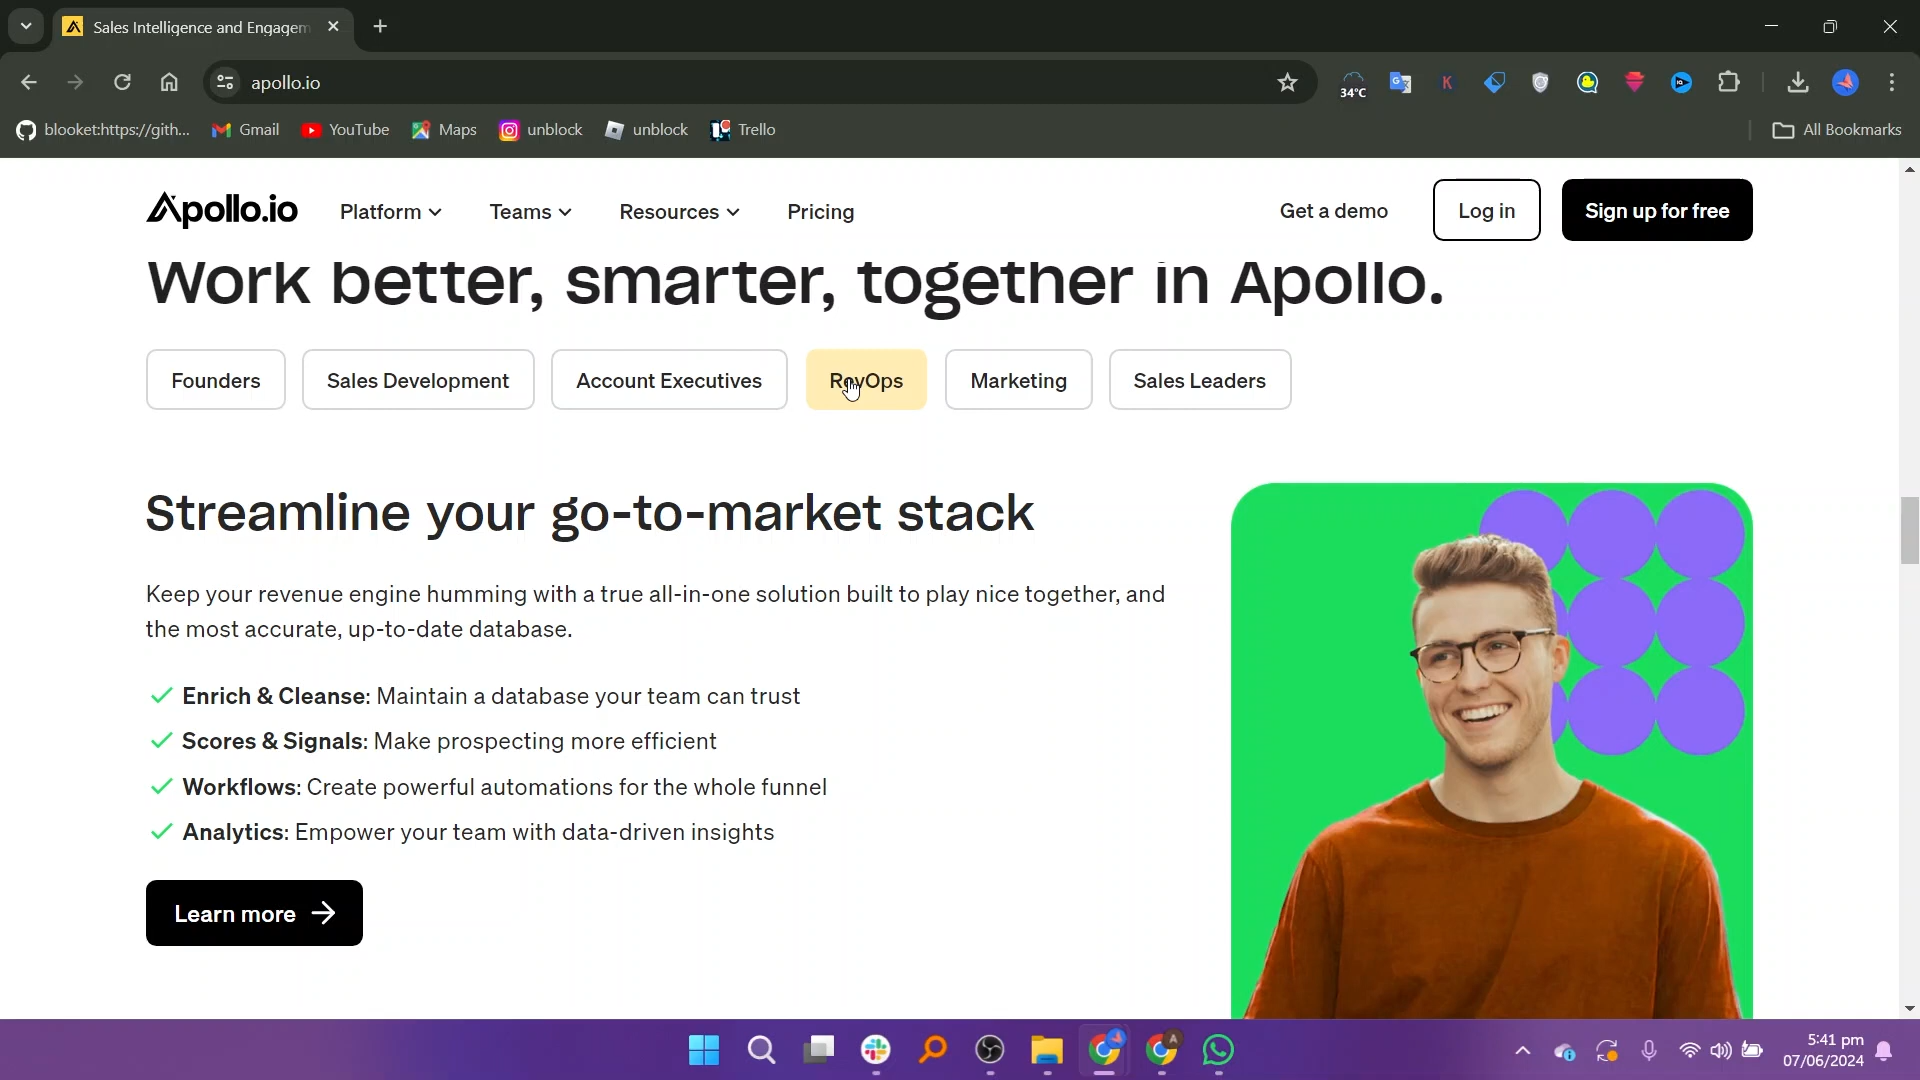 Sales Intelligence and Engagem
apollo.io
34°C
K
blooket:https://gith...
Gmail
YouTube
Maps
unblock
unblock
Trello
All Bookmarks
Apollo.io
Platform
Teams
Resources
Pricing
Get a demo
Log in
Sign up for free
Work better, smarter, together in Apollo.
Founders
Sales Development
Account Executives
RevOps
Marketing
Sales Leaders
Streamline your go-to-market stack
Keep your revenue engine humming with a true all-in-one solution built to play nice together, and
the most accurate, up-to-date database.
Enrich & Cleanse: Maintain a database your team can trust
Scores & Signals: Make prospecting more efficient
Workflows: Create powerful automations for the whole funnel
Analytics: Empower your team with data-driven insights
Learn more
A
5:41 pm
07/06/2024